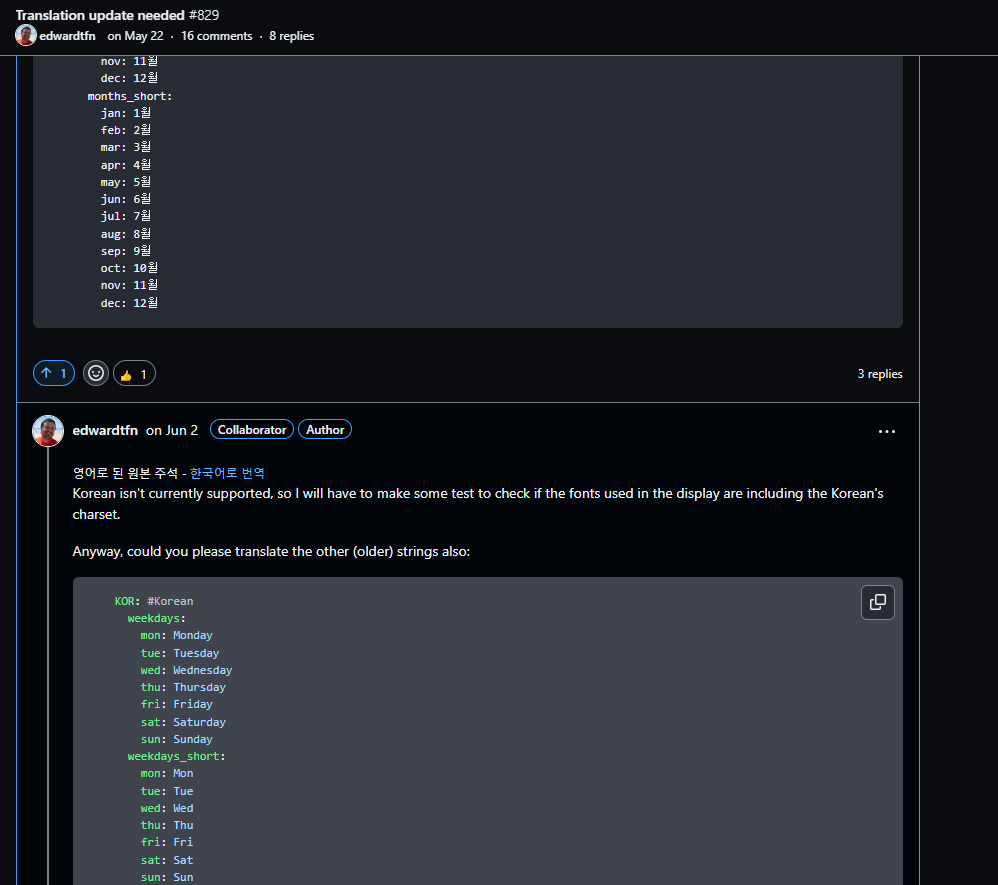 Translation update needed #829
edwardtfn on May 22 · 16 comments · 8 replies
nov: 11월
dec: 12월
months_short:
jan: 1월
feb: 2월
mar: 3월
apr: 4월
may: 5월
jun: 6월
jul: 7월
aug: 8월
sep: 9월
oct: 10월
nov: 11월
dec: 12월
1
1
3 replies
edwardtfn on Jun 2 Collaborator Author
영어로 된 원본 주석 - 한국어로 번역
Korean isn't currently supported, so I will have to make some test to check if the fonts used in the display are including the Korean's
charset.
Anyway, could you please translate the other (older) strings also:
KOR: #Korean
weekdays:
mon: Monday
tue: Tuesday
wed: Wednesday
thu: Thursday
fri: Friday
sat: Saturday
sun: Sunday
weekdays_short:
mon: Mon
tue: Tue
wed: Wed
thu: Thu
fri: Fri
sat: Sat
sun: Sun